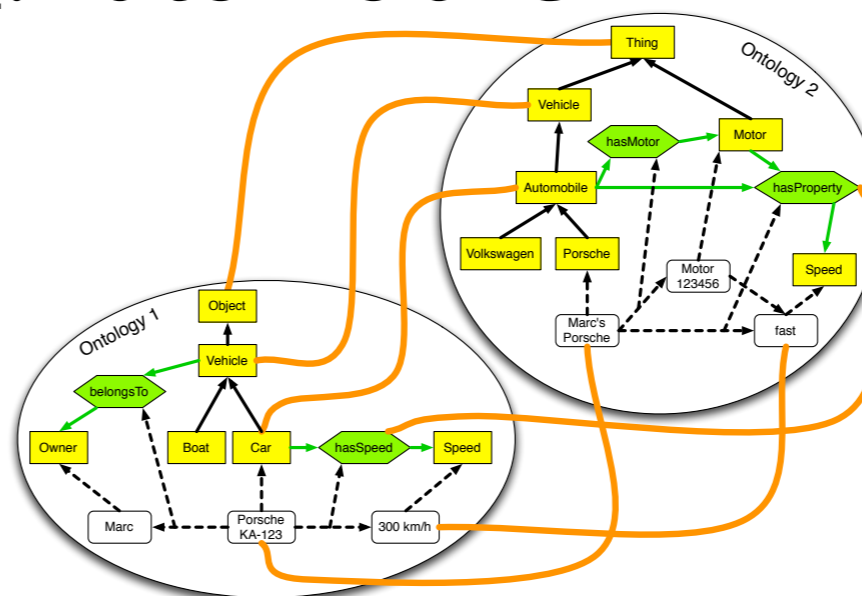 Thing
Ontology 2
Vehicle
hasMotor
Motor
Automobile
hasProperty
Volkswagen
Porsche
Motor
123456
Speed
Marc's
Porsche
fast
Ontology 1
Object
Vehicle
belongsTo
Owner
Boat
Car
hasSpeed
Speed
Marc
Porsche
KA-123
300 km/h